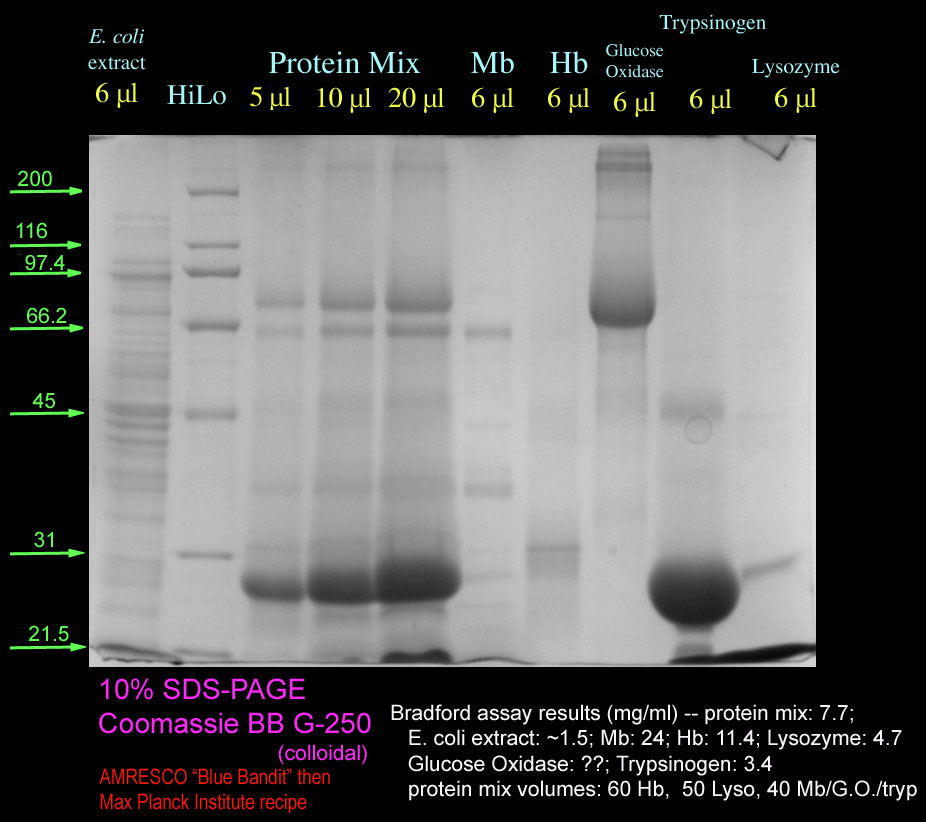 Trypsinogen
E. coli
extract
Protein Mix
Mb
Hb
Glucose
Oxidase
Lysozyme
6 µl
HiLo
5 µl
10 µl
20 µl
6 µl
6 µl
6 µl
6 µl
6 µl
200
116
97.4
66.2
45
31
21.5
10% SDS-PAGE
Coomassie BB G-250
(colloidal)
AMRESCO “Blue Bandit” then
Max Planck Institute recipe
Bradford assay results (mg/ml) -- protein mix: 7.7;
E. coli extract: ~1.5; Mb: 24; Hb: 11.4; Lysozyme: 4.7
Glucose Oxidase: ??; Trypsinogen: 3.4
protein mix volumes: 60 Hb, 50 Lyso, 40 Mb/G.O./tryp